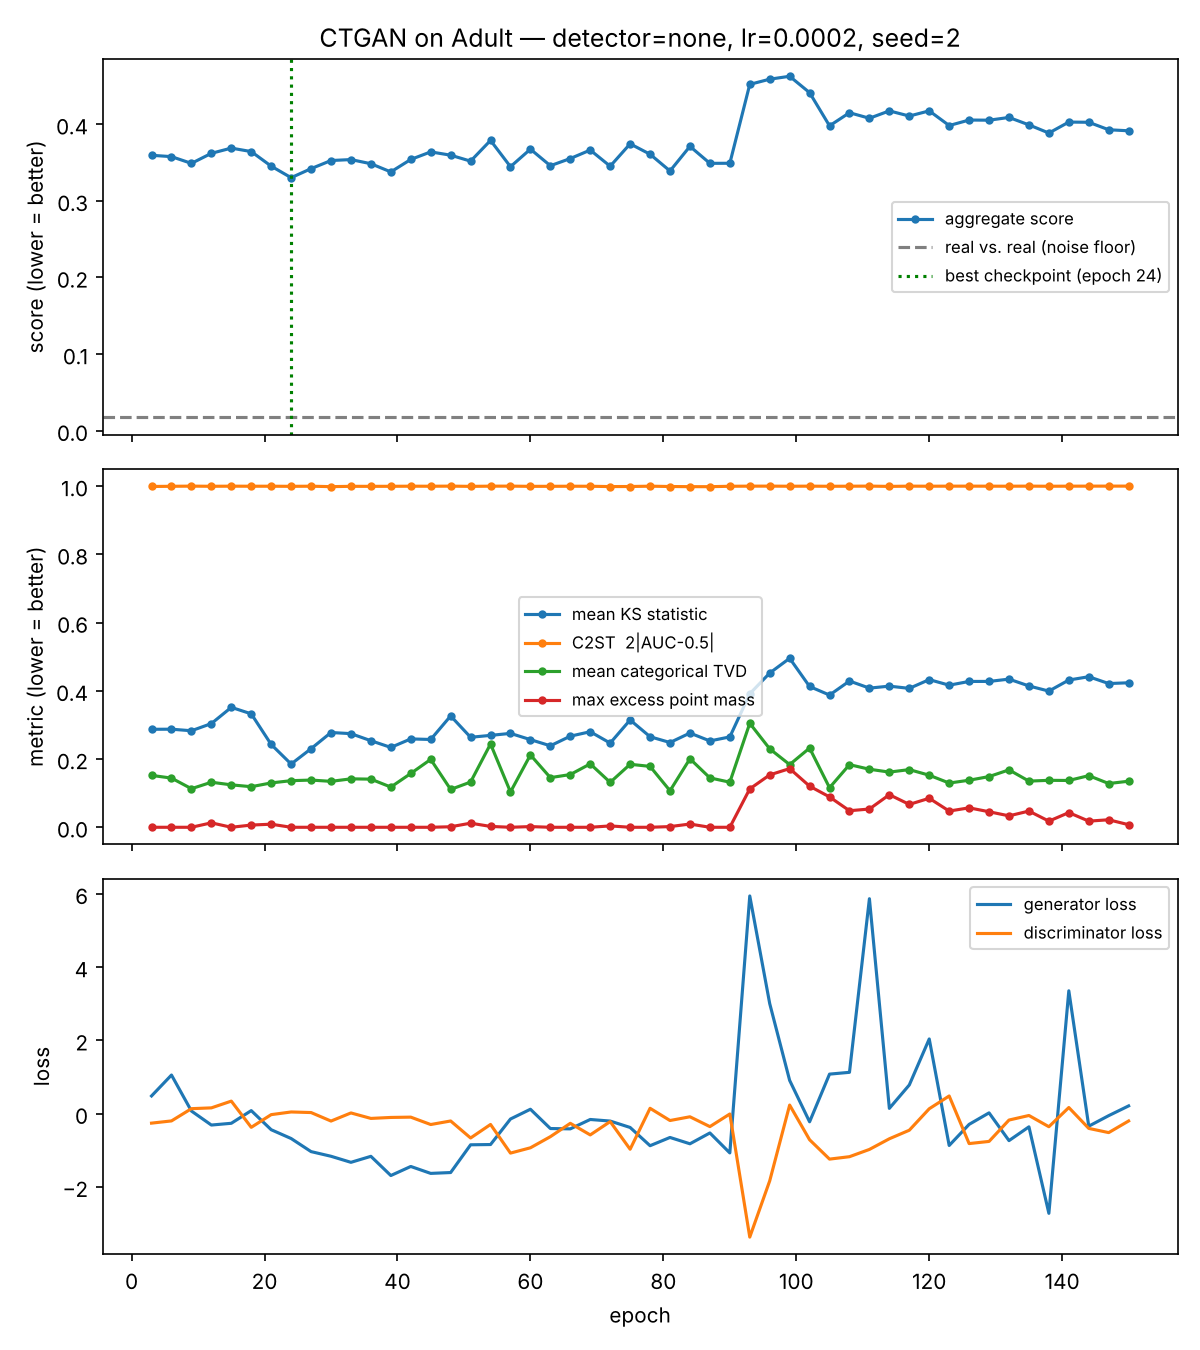 CTGAN on Adult — detector=none, lr=0.0002, seed=2
score (lower = better)
0.4
0.3
0.2
0.1
0.0
aggregate score
real vs. real (noise floor)
best checkpoint (epoch 24)
metric (lower = better)
1.0
0.8
0.6
0.4
0.2
0.0
mean KS statistic
C2ST 2|AUC-0.5|
mean categorical TVD
max excess point mass
loss
6
4
2
0
−2
generator loss
discriminator loss
0 20 40 60 80 100 120 140
epoch